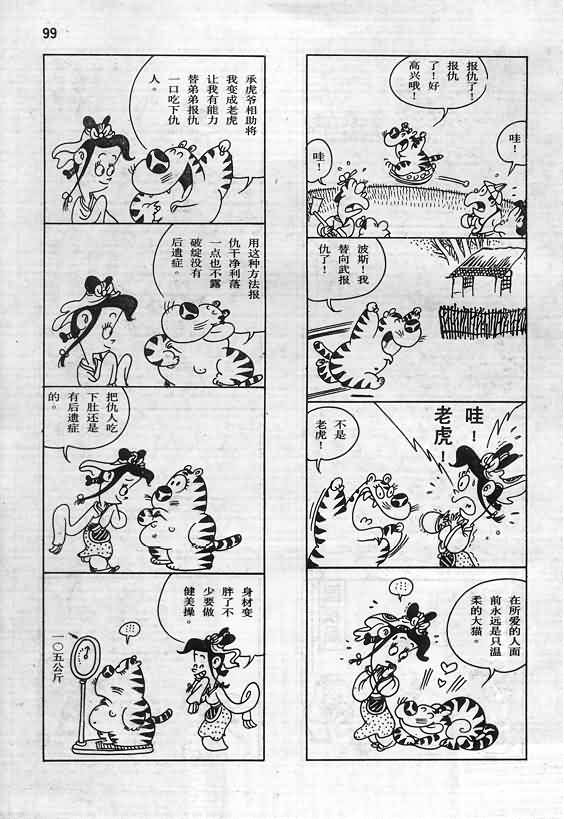 99
报仇了！
报仇
了！好
高兴哦！
哇！
哇！
波斯！我
替向武报
仇了！
哇！
老虎！
不是
老虎！
在所爱的人面
前永远是只温
柔的大猫。
承虎爷相助将
我变成老虎
让我有能力
替弟弟报仇
一口吃下仇
人。
用这种方法报
仇干净利落
一点也不露
破绽没有
后遗症。
把仇人吃
下肚还是
有后遗症
的。
身材变
胖了不
少要做
健美操。
一〇五公斤